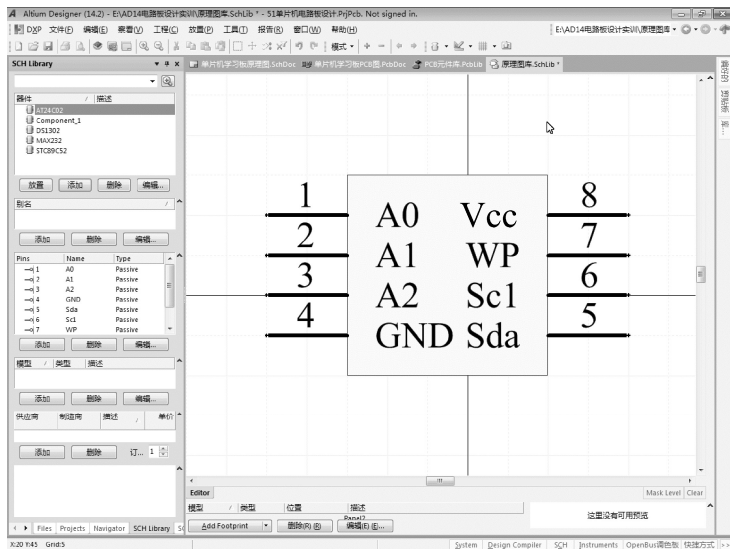 Altium Designer (14.2) - E:\AD14电路板设计实训\原理图库.SchLib * - 51单片机电路板设计.PrjPcb. Not signed in.
DXP 文件(F) 编辑(E) 察看(V) 工程(C) 放置(P) 工具(T) 报告(R) 窗口(W) 帮助(H) E:\AD14电路板设计实训\原理图库
模式
SCH Library
单片机学习板原理图.SchDoc 单片机学习板PCB图.PcbDoc PCB元件库.PcbLib 原理图库.SchLib *
器件 / 描述
AT24C02
Component_1
DS1302
MAX232
STC89C52
放置 添加 删除 编辑...
别名 /
添加 删除 编辑...
Pins Name Type
1 A0 Passive
2 A1 Passive
3 A2 Passive
4 GND Passive
5 Sda Passive
6 Sc1 Passive
7 WP Passive
添加 删除 编辑...
模型 / 类型 描述
添加 删除 编辑...
供应商 制造商 描述 / 单价
添加 删除 订... 1
1 A0 Vcc 8
2 A1 WP 7
3 A2 Sc1 6
4 GND Sda 5
Editor Mask Level Clear
模型 / 类型 位置 描述
Panel2
Add Footprint 删除(R) (R) 编辑(E) (E)...
这里没有可用预览
Files Projects Navigator SCH Library
X:20 Y:45 Grid:5
System Design Compiler SCH Instruments OpenBus调色板 快捷方式 >>